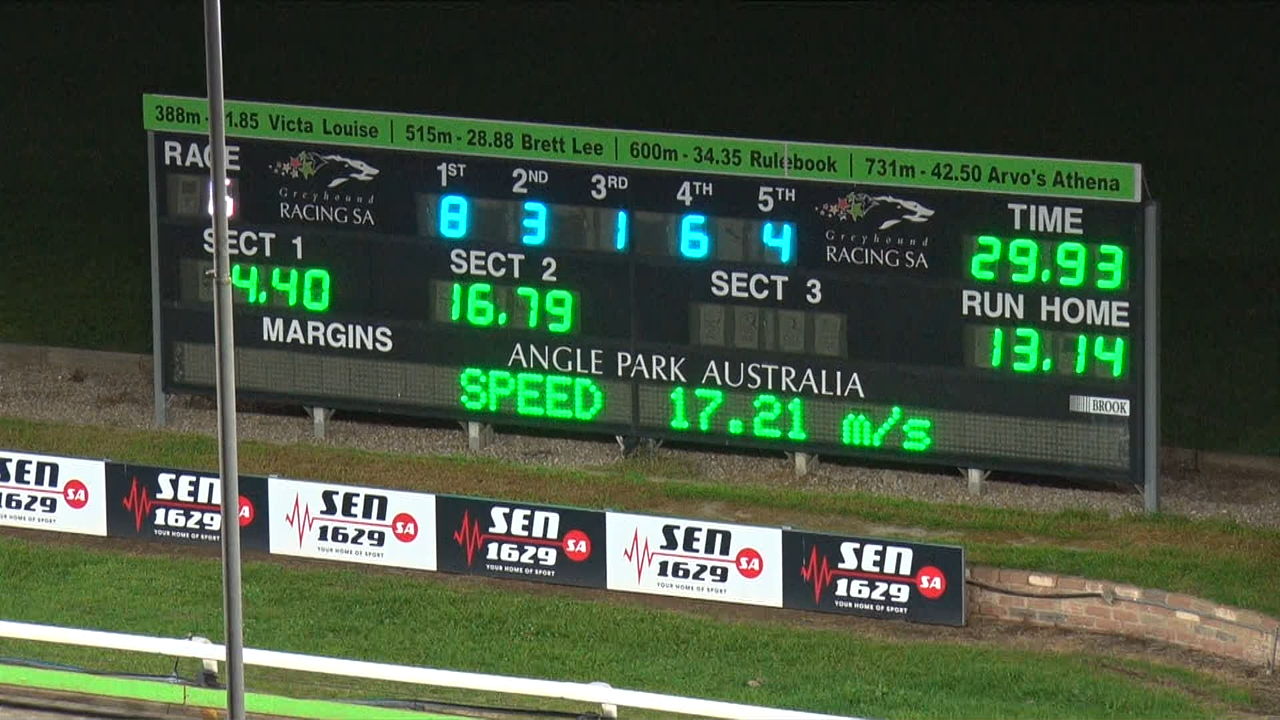 388m - .85 Victa Louise | 515m - 28.88 Brett Lee | 600m - 34.35 Rulebook | 731m - 42.50 Arvo's Athena
RACE
Greyhound
RACING SA
1ST 2ND 3RD 4TH 5TH
8 3 1 6 4
Greyhound
RACING SA
TIME
29.93
SECT 1
4.40
SECT 2
16.79
SECT 3
RUN HOME
13.14
MARGINS
ANGLE PARK AUSTRALIA
SPEED 17.21 m/s
BROOK
SEN
1629 SA
YOUR HOME OF SPORT
SEN
1629
YOUR HOME OF SPORT
SEN
1629 SA
YOUR HOME OF SPORT
SEN
1629 SA
YOUR HOME OF SPORT
SEN
1629 SA
YOUR HOME OF SPORT
SEN
1629 SA
YOUR HOME OF SPORT